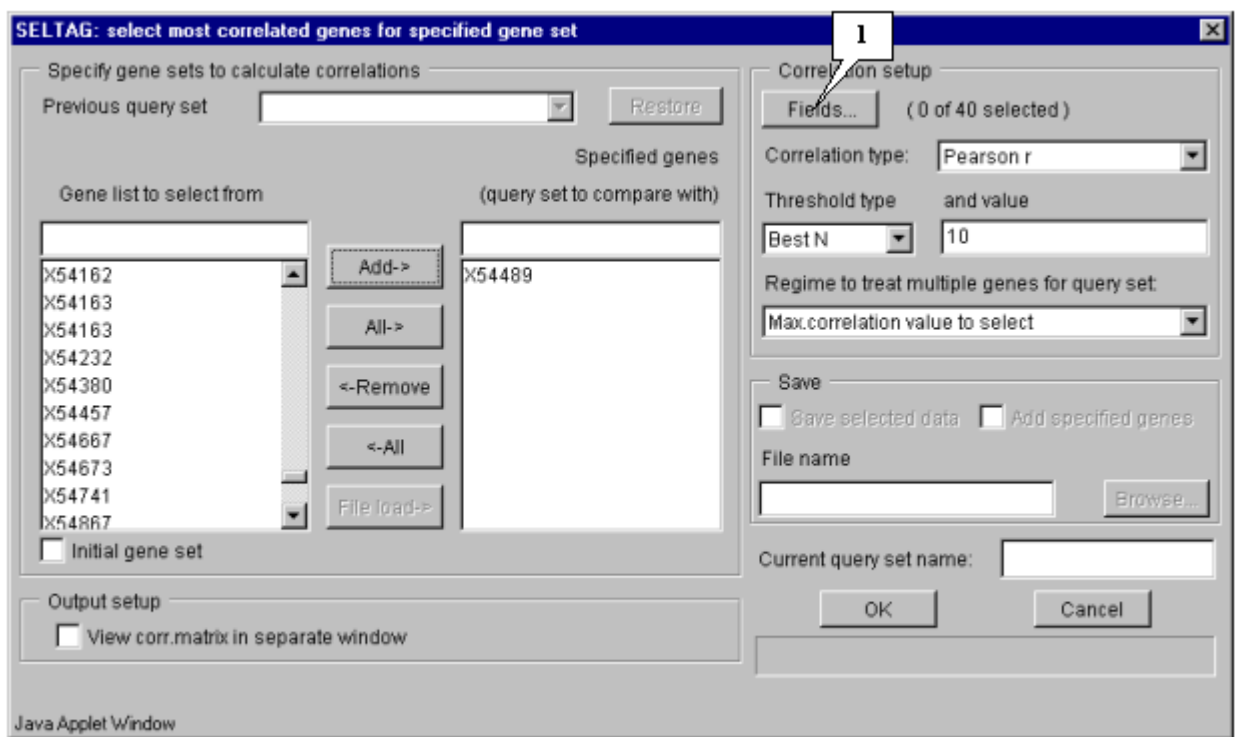 SELTAG: select most correlated genes for specified gene set
1
Specify gene sets to calculate correlations
Previous query set
Restore
Specified genes
Gene list to select from
(query set to compare with)
X54162
X54163
X54163
X54232
X54380
X54457
X54667
X54673
X54741
X54867
Add->
All->
<-Remove
<-All
File load->
X54489
Initial gene set
Output setup
View corr.matrix in separate window
Correlation setup
Fields... ( 0 of 40 selected )
Correlation type: Pearson r
Threshold type and value
Best N 10
Regime to treat multiple genes for query set:
Max.correlation value to select
Save
Save selected data Add specified genes
File name
Browse...
Current query set name:
OK Cancel
Java Applet Window